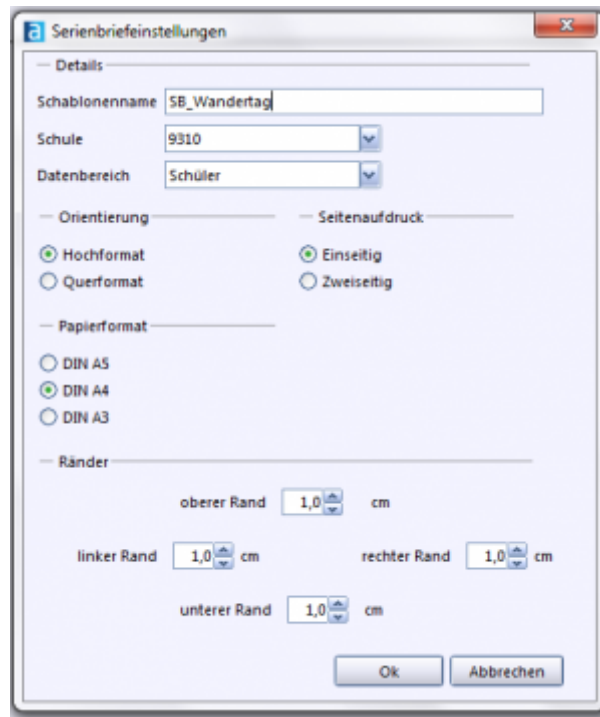 Serienbriefeinstellungen
Details
Schablonenname SB_Wandertag
Schule 9310
Datenbereich Schüler
Orientierung Seitenaufdruck
Hochformat Einseitig
Querformat Zweiseitig
Papierformat
DIN A5
DIN A4
DIN A3
Ränder
oberer Rand 1,0 cm
linker Rand 1,0 cm rechter Rand 1,0 cm
unterer Rand 1,0 cm
Ok Abbrechen